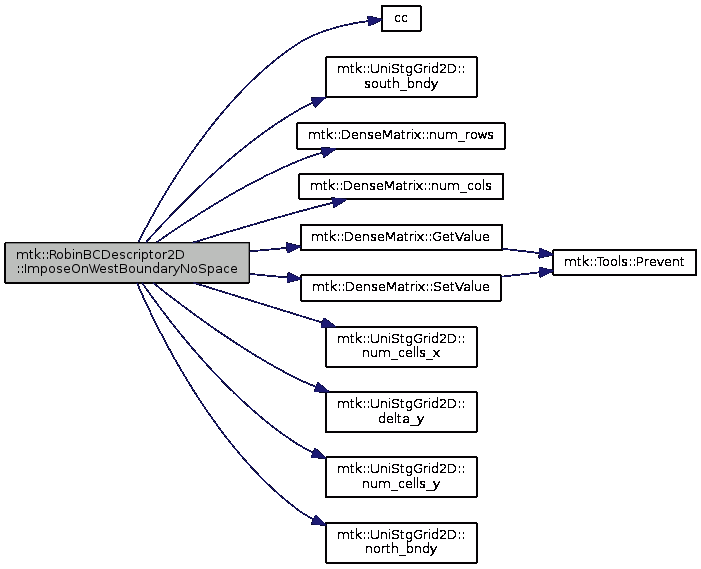 cc
mtk::UniStgGrid2D::
south_bndy
mtk::DenseMatrix::num_rows
mtk::DenseMatrix::num_cols
mtk::RobinBCDescriptor2D
::ImposeOnWestBoundaryNoSpace
mtk::DenseMatrix::GetValue
mtk::Tools::Prevent
mtk::DenseMatrix::SetValue
mtk::UniStgGrid2D::
num_cells_x
mtk::UniStgGrid2D::
delta_y
mtk::UniStgGrid2D::
num_cells_y
mtk::UniStgGrid2D::
north_bndy